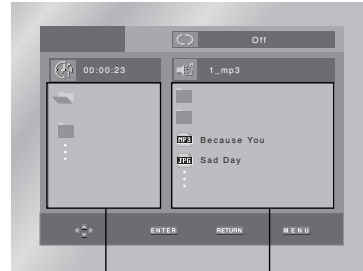 Off
00:00:23
1_mp3
MP3 Because You
JPG Sad Day
ENTER RETURN MENU